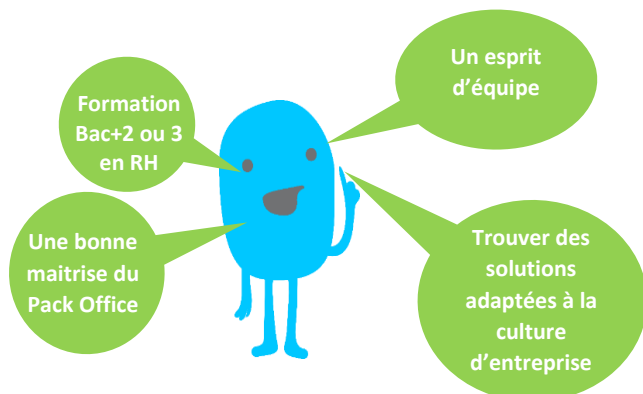 Formation
Bac+2 ou 3
en RH
Un esprit
d'équipe
Une bonne
maitrise du
Pack Office
Trouver des
solutions
adaptées à la
culture
d'entreprise